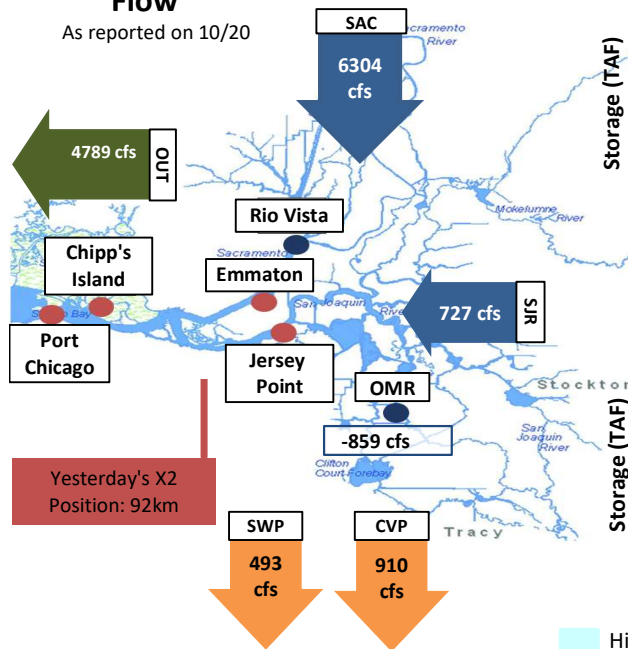 Flow
As reported on 10/20
SAC
Sacramento
River
6304
cfs
Storage (TAF)
4789 cfs
OUT
Mokelumne
River
Rio Vista
Sacramento
Chipp's
Island
Emmaton
San Joaquin
River
727 cfs
SJR
Port
Chicago
Jersey
Point
OMR
-859 cfs
Stockton
San
Joaquin
River
Storage (TAF)
Clifton
Court Forebay
Yesterday's X2
Position: 92km
Tracy
SWP
CVP
493
cfs
910
cfs
Hi